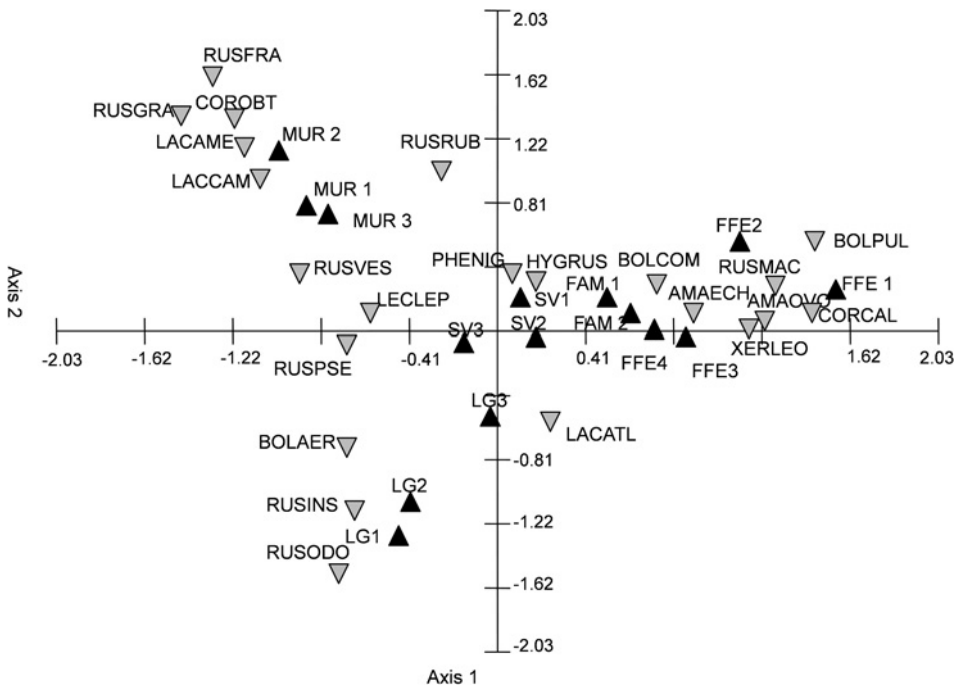 2.03
RUSFRA
1.62
RUSGRA COROBT
LACAME MUR 2 RUSRUB 1.22
LACCAM
MUR 1 0.81
MUR 3 FFE2
BOLPUL
RUSVES PHENIG HYGRUS BOLCOM RUSMAC
FAM 1 AMAECH FFE 1
LECLEP SV1 AMAOVO
SV3 SV2 FAM 2 CORCAL
Axis 2
-2.03 -1.62 -1.22 -0.41 0.41 1.62 2.03
RUSPSE FFE4 FFE3 XERLEO
LG3
LACATL
BOLAER -0.81
LG2
RUSINS -1.22
LG1
RUSODO
-1.62
-2.03
Axis 1